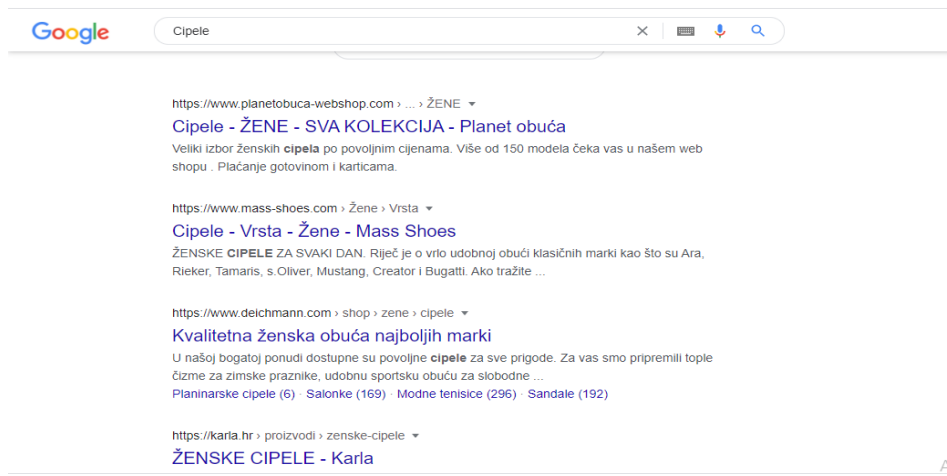 Google
Cipele
https://www.planetobuca-webshop.com › ... › ŽENE
Cipele - ŽENE - SVA KOLEKCIJA - Planet obuća
Veliki izbor ženskih cipela po povoljnim cijenama. Više od 150 modela čeka vas u našem web
shopu . Plaćanje gotovinom i karticama.
https://www.mass-shoes.com › Žene › Vrsta
Cipele - Vrsta - Žene - Mass Shoes
ŽENSKE CIPELE ZA SVAKI DAN. Riječ je o vrlo udobnoj obući klasičnih marki kao što su Ara,
Rieker, Tamaris, s.Oliver, Mustang, Creator i Bugatti. Ako tražite ...
https://www.deichmann.com › shop › zene › cipele
Kvalitetna ženska obuća najboljih marki
U našoj bogatoj ponudi dostupne su povoljne cipele za sve prigode. Za vas smo pripremili tople
čizme za zimske praznike, udobnu sportsku obuću za slobodne ...
Planinarske cipele (6) · Salonke (169) · Modne tenisice (296) · Sandale (192)
https://karla.hr › proizvodi › zenske-cipele
ŽENSKE CIPELE - Karla